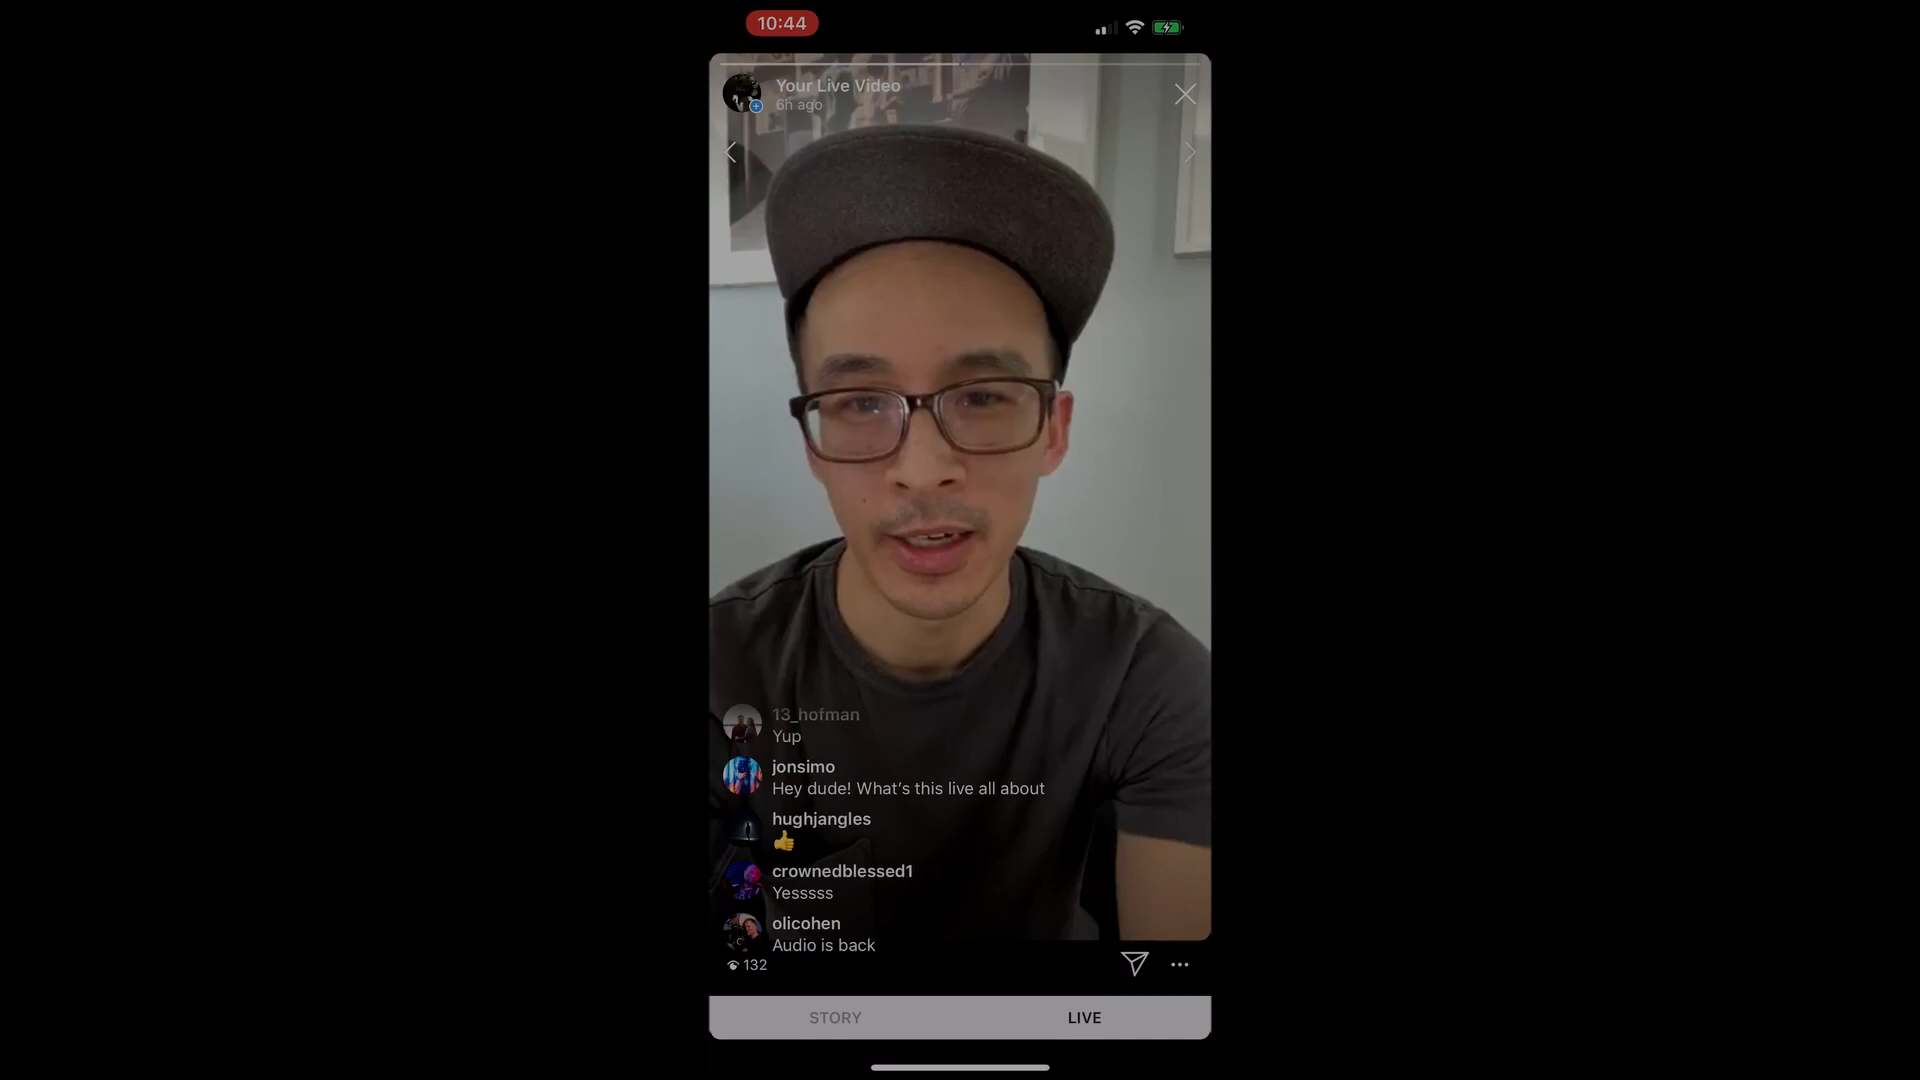 10:44
Your Live Video
6h ago
13_hofman
Yup
jonsimo
Hey dude! What’s this live all about
hughjangles
👍
crownedblessed1
Yesssss
olicohen
Audio is back
132
STORY
LIVE